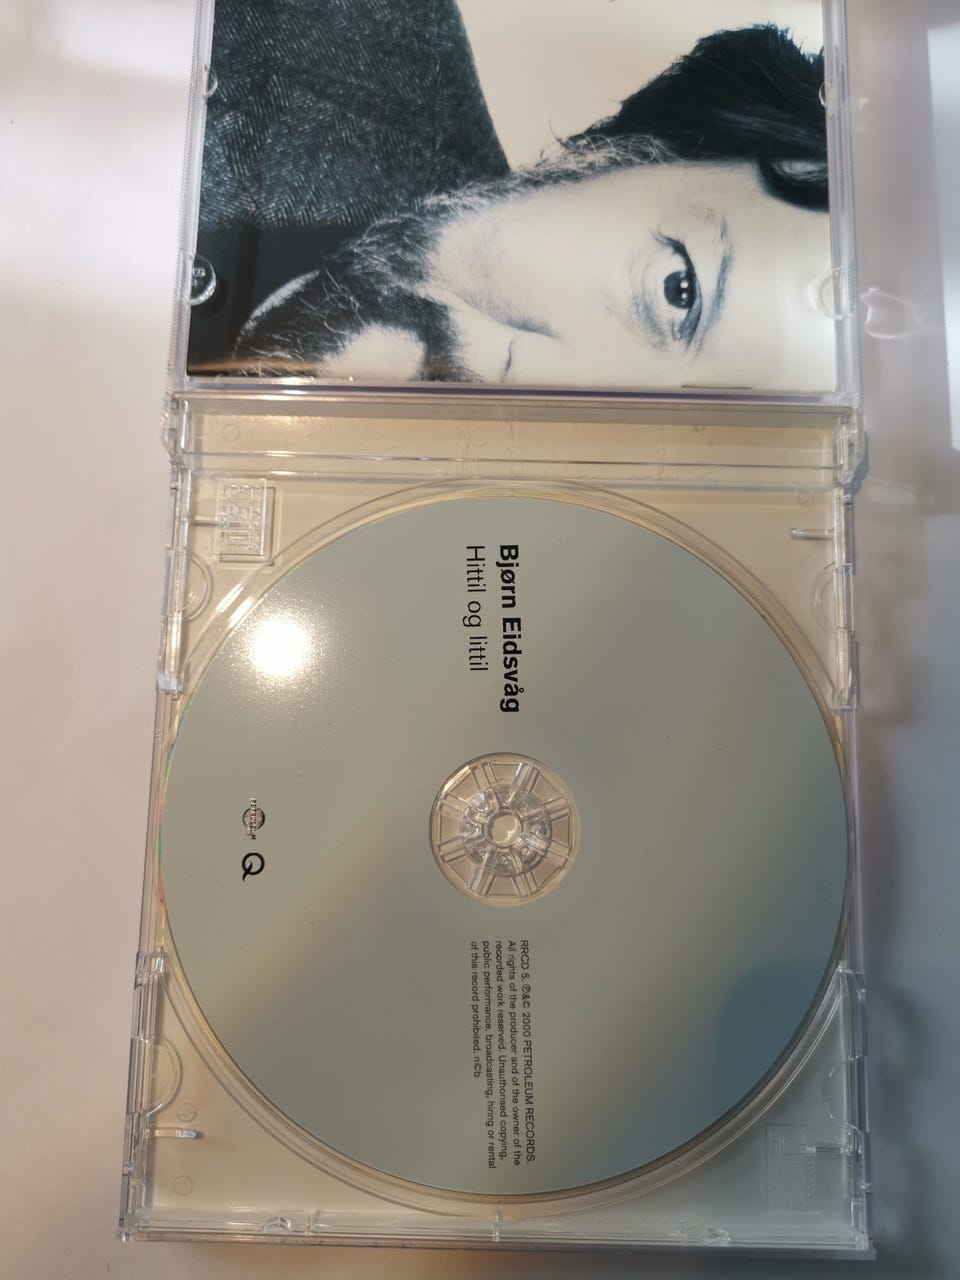 Bjørn Eidsvåg
Hittil og littil
PETROLEUM
Q
RRCD 5. ℗&© 2000 PETROLEUM RECORDS.
All rights of the producer and of the owner of the
recorded work reserved. Unauthorised copying,
public performance, broadcasting, hiring or rental
of this record prohibited. n©b